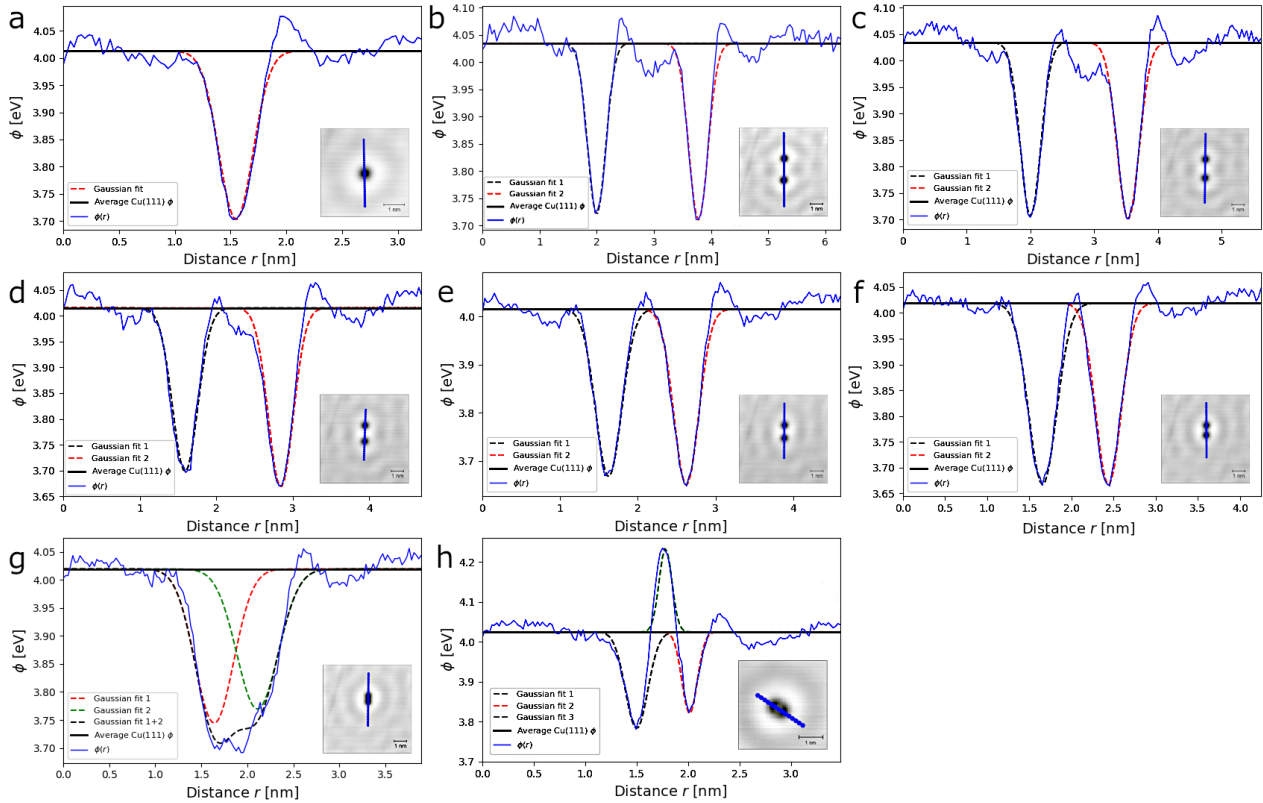 a
4.05
4.00
3.95
3.90
3.85
3.80
3.75
3.70
ϕ [eV]
Gaussian fit
Average Cu(111) ϕ
ϕ(r)
1 nm
0.0 0.5 1.0 1.5 2.0 2.5 3.0
Distance r [nm]
b
4.10
4.05
4.00
3.95
3.90
3.85
3.80
3.75
3.70
ϕ [eV]
Gaussian fit 1
Gaussian fit 2
Average Cu(111) ϕ
ϕ(r)
1 nm
0 1 2 3 4 5 6
Distance r [nm]
c
4.10
4.05
4.00
3.95
3.90
3.85
3.80
3.75
3.70
ϕ [eV]
Gaussian fit 1
Gaussian fit 2
Average Cu(111) ϕ
ϕ(r)
1 nm
0 1 2 3 4 5
Distance r [nm]
d
4.05
4.00
3.95
3.90
3.85
3.80
3.75
3.70
3.65
ϕ [eV]
Gaussian fit 1
Gaussian fit 2
Average Cu(111) ϕ
ϕ(r)
1 nm
0 1 2 3 4
Distance r [nm]
e
4.0
3.9
3.8
3.7
ϕ [eV]
Gaussian fit 1
Gaussian fit 2
Average Cu(111) ϕ
ϕ(r)
1 nm
0 1 2 3 4
Distance r [nm]
f
4.05
4.00
3.95
3.90
3.85
3.80
3.75
3.70
3.65
ϕ [eV]
Gaussian fit 1
Gaussian fit 2
Average Cu(111) ϕ
ϕ(r)
1 nm
0.0 0.5 1.0 1.5 2.0 2.5 3.0 3.5 4.0
Distance r [nm]
g
4.05
4.00
3.95
3.90
3.85
3.80
3.75
3.70
ϕ [eV]
Gaussian fit 1
Gaussian fit 2
Gaussian fit 1+2
Average Cu(111) ϕ
ϕ(r)
1 nm
0.0 0.5 1.0 1.5 2.0 2.5 3.0 3.5
Distance r [nm]
h
4.2
4.1
4.0
3.9
3.8
3.7
ϕ [eV]
Gaussian fit 1
Gaussian fit 2
Gaussian fit 3
Average Cu(111) ϕ
ϕ(r)
1 nm
0.0 0.5 1.0 1.5 2.0 2.5 3.0
Distance r [nm]